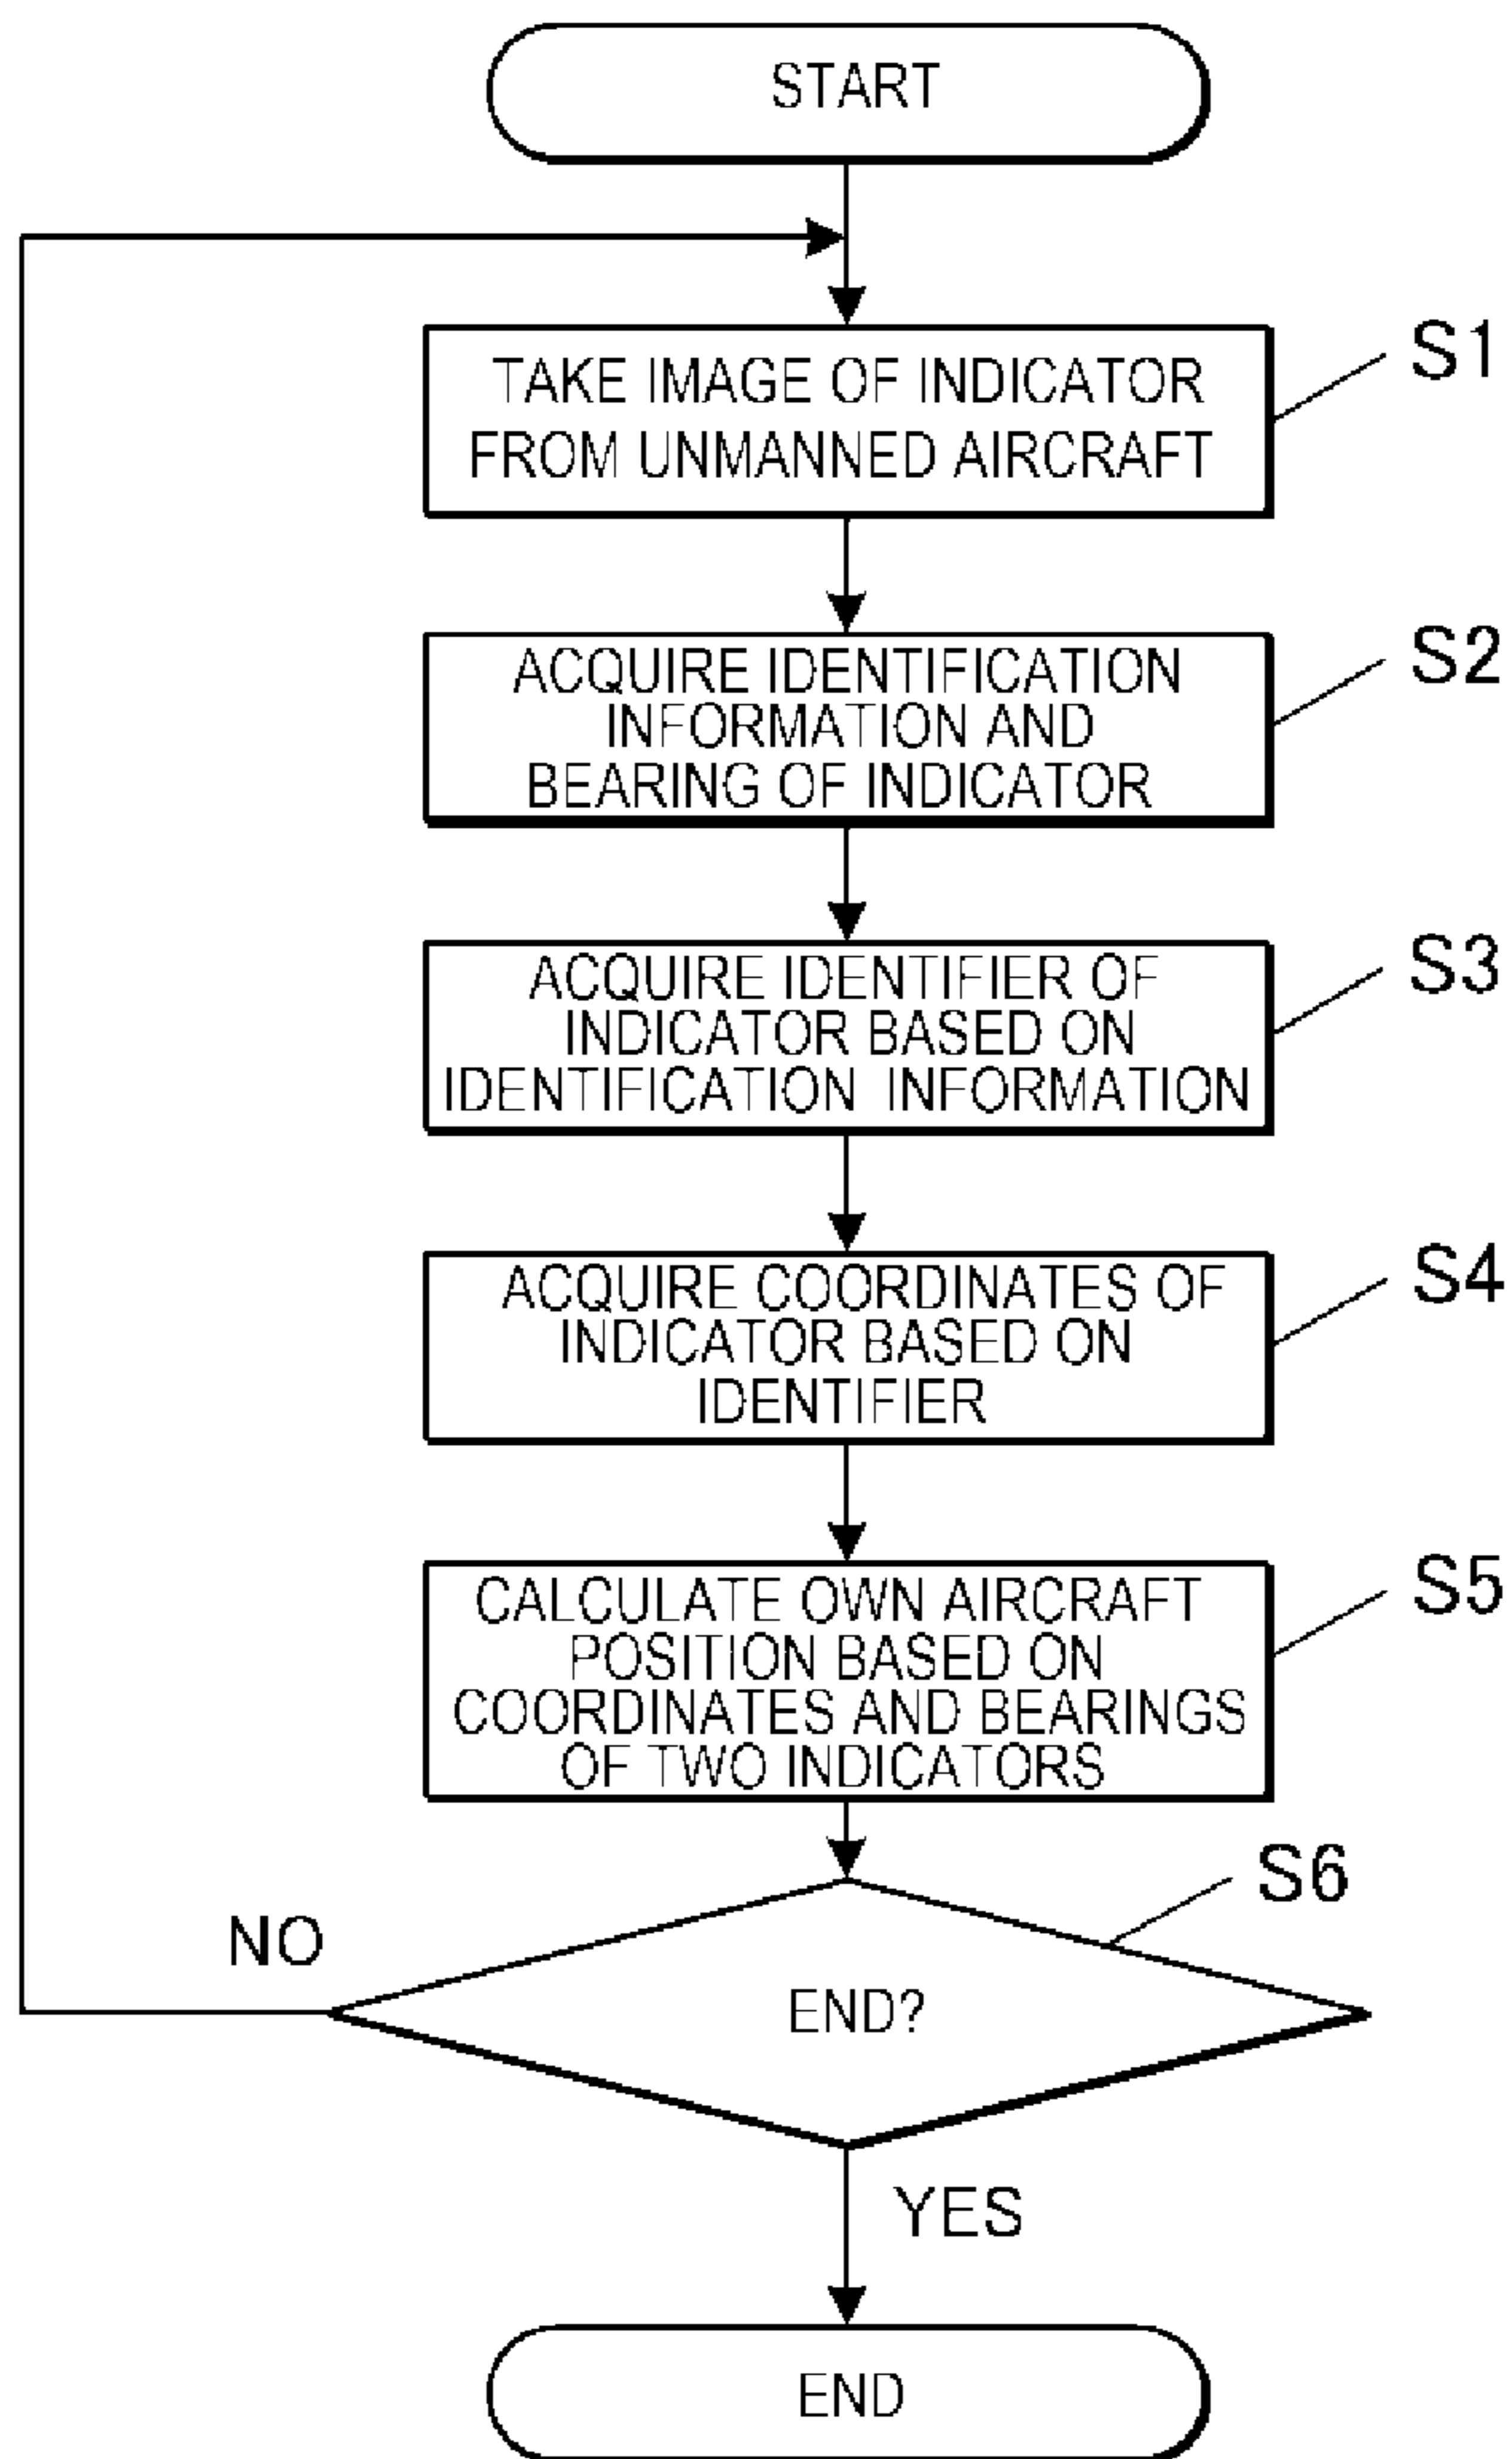 START
TAKE IMAGE OF INDICATOR
FROM UNMANNED AIRCRAFT
S1
ACQUIRE IDENTIFICATION
INFORMATION AND
BEARING OF INDICATOR
S2
ACQUIRE IDENTIFIER OF
INDICATOR BASED ON
IDENTIFICATION INFORMATION
S3
ACQUIRE COORDINATES OF
INDICATOR BASED ON
IDENTIFIER
S4
CALCULATE OWN AIRCRAFT
POSITION BASED ON
COORDINATES AND BEARINGS
OF TWO INDICATORS
S5
S6
NO
END?
YES
END